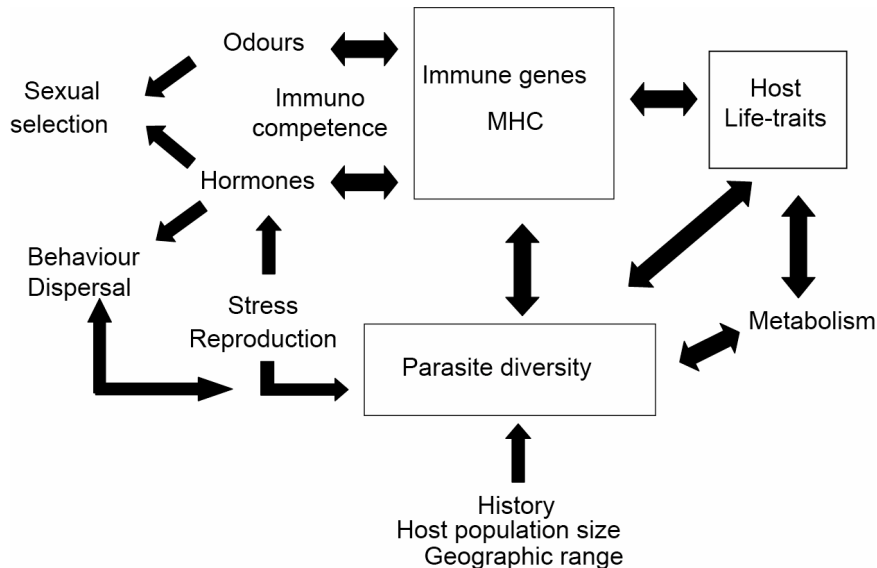 Odours
Immune genes
MHC
Host
Life-traits
Sexual
selection
Immuno
competence
Hormones
Behaviour
Dispersal
Stress
Reproduction
Metabolism
Parasite diversity
History
Host population size
Geographic range